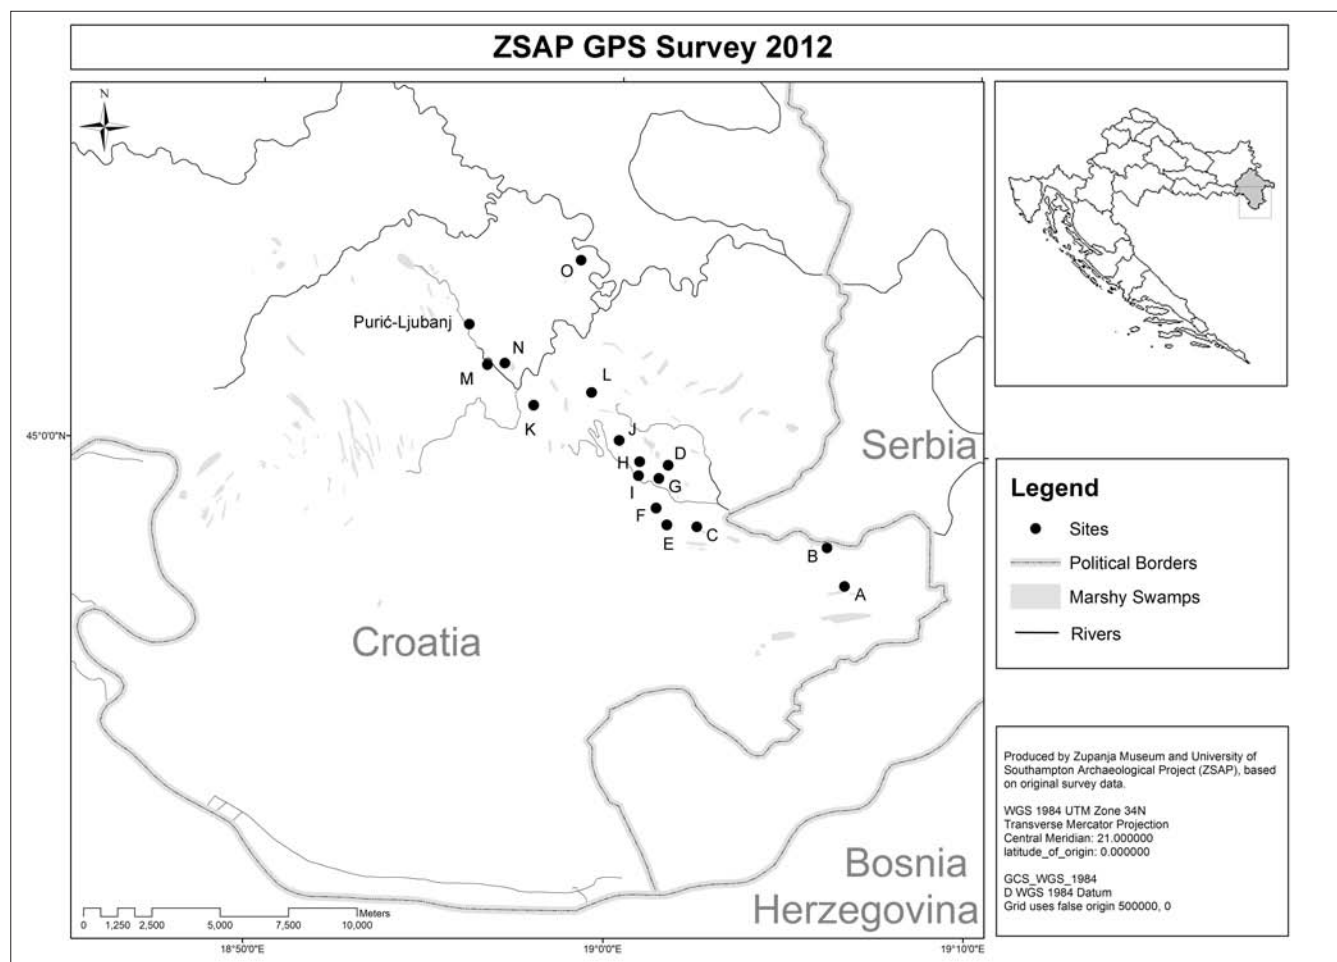 ZSAP GPS Survey 2012
N
O
Purić-Ljubanj
N
M
L
K
45°0'0"N
J
Serbia
D
H
I
G
F
E
C
B
A
Croatia
Bosnia
Herzegovina
Meters
0 1,250 2,500 5,000 7,500 10,000
18°50'0"E 19°0'0"E 19°10'0"E
Legend
Sites
Political Borders
Marshy Swamps
Rivers
Produced by Zupanja Museum and University of
Southampton Archaeological Project (ZSAP), based
on original survey data.
WGS 1984 UTM Zone 34N
Transverse Mercator Projection
Central Meridian: 21.000000
latitude_of_origin: 0.000000
GCS_WGS_1984
D WGS 1984 Datum
Grid uses false origin 500000, 0